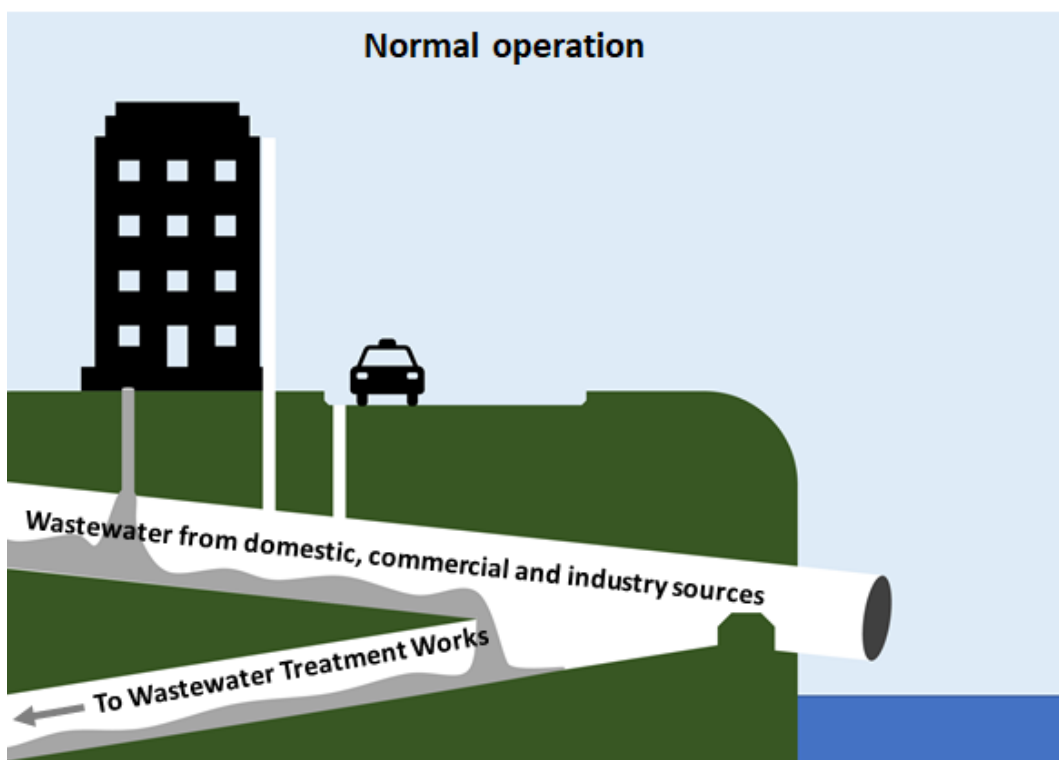 Normal operation
Wastewater from domestic, commercial and industry sources
To Wastewater Treatment Works